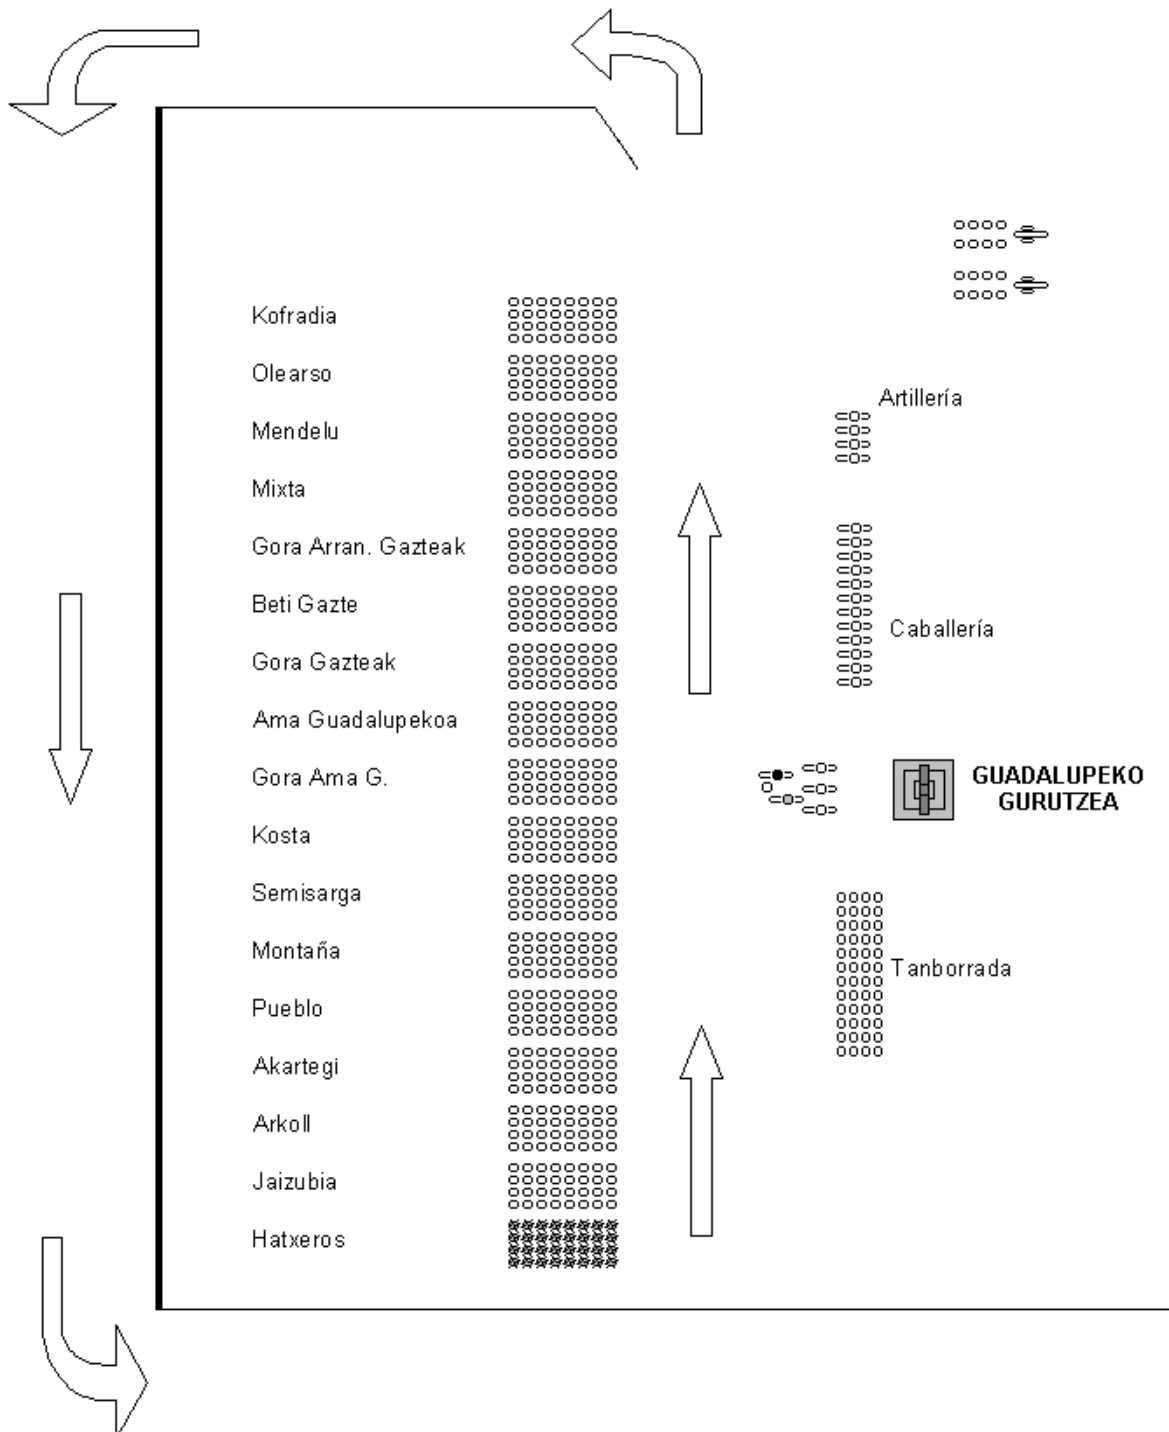 Kofradia
Olearso
Mendelu
Mixta
Gora Arran. Gazteak
Beti Gazte
Gora Gazteak
Ama Guadalupekoa
Gora Ama G.
Kosta
Semisarga
Montaña
Pueblo
Akartegi
Arkoll
Jaizubia
Hatxeros
Artillería
Caballería
GUADALUPEKO
GURUTZEA
Tanborrada